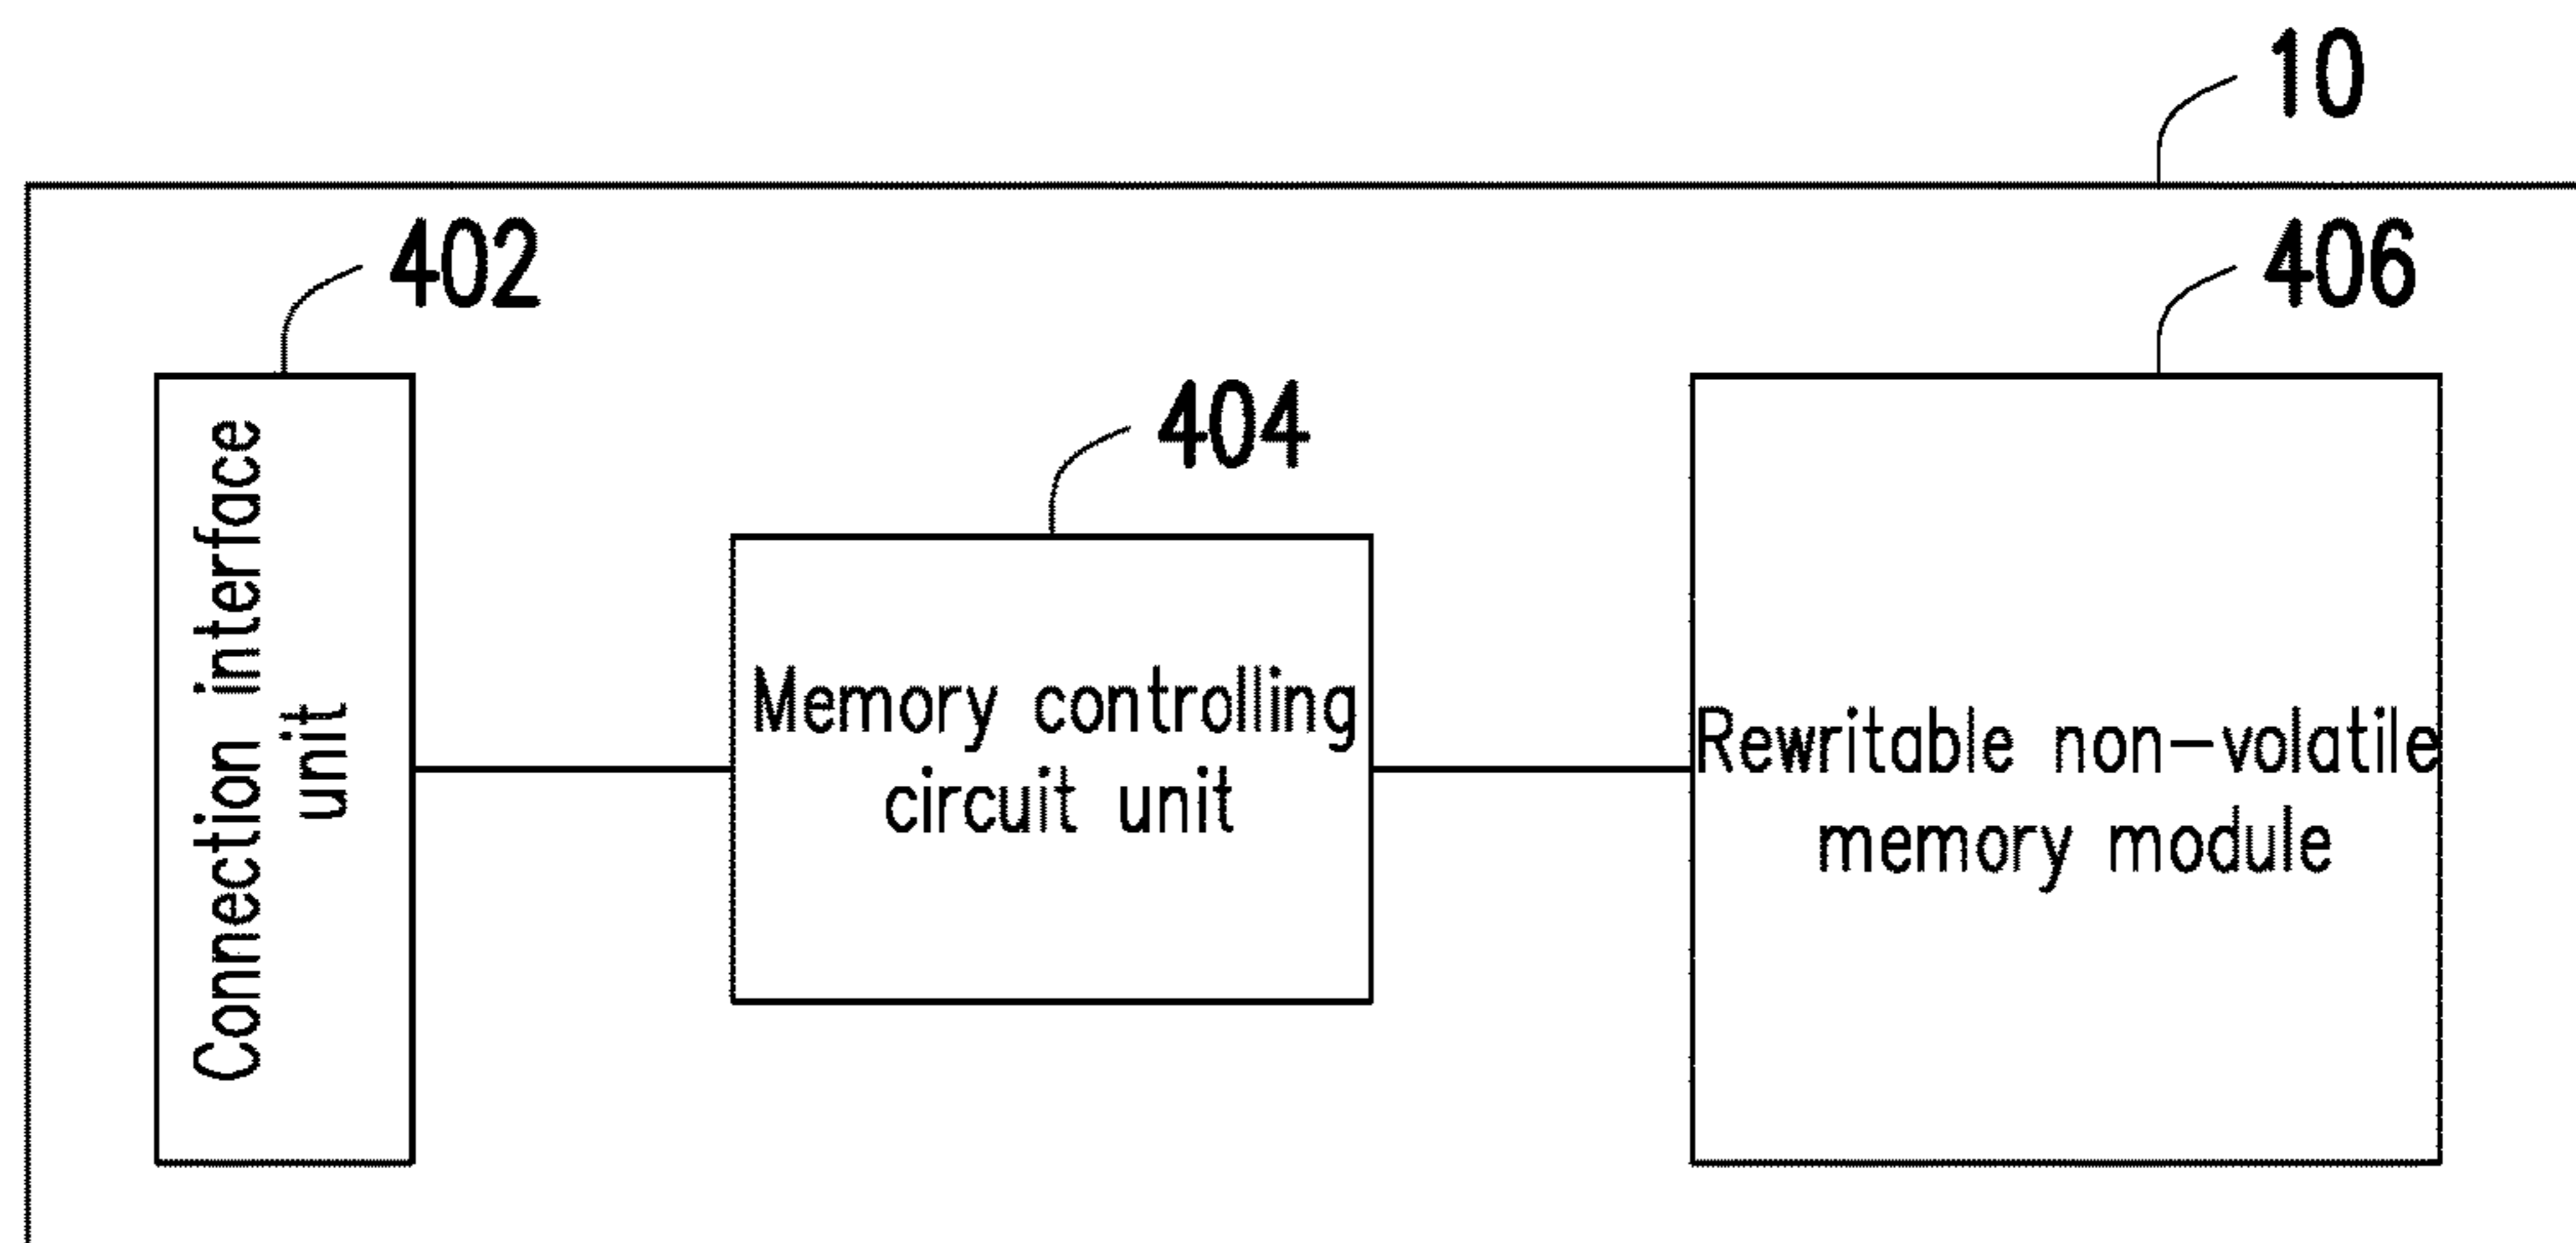 10
402
406
404
Connection interface
unit
Memory controlling
circuit unit
Rewritable non-volatile
memory module